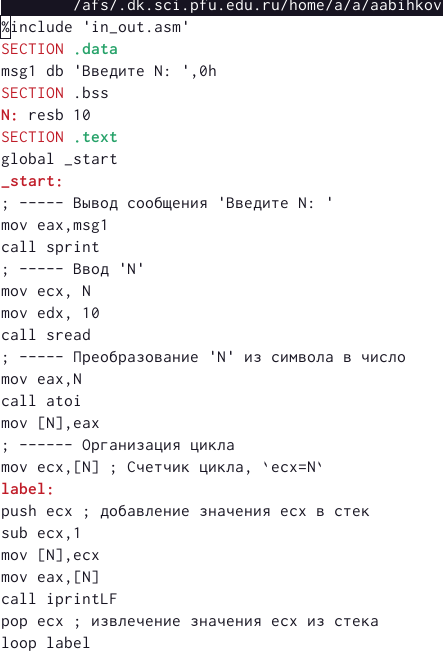 /afs/.dk.sci.pfu.edu.ru/home/a/a/aabihkov
%include 'in_out.asm'
SECTION .data
msg1 db 'Введите N: ',0h
SECTION .bss
N: resb 10
SECTION .text
global _start
_start:
; ----- Вывод сообщения 'Введите N: '
mov eax,msg1
call sprint
; ----- Ввод 'N'
mov ecx, N
mov edx, 10
call sread
; ----- Преобразование 'N' из символа в число
mov eax,N
call atoi
mov [N],eax
; ------ Организация цикла
mov ecx,[N] ; Счетчик цикла, `ecx=N`
label:
push ecx ; добавление значения ecx в стек
sub ecx,1
mov [N],ecx
mov eax,[N]
call iprintLF
pop ecx ; извлечение значения ecx из стека
loop label